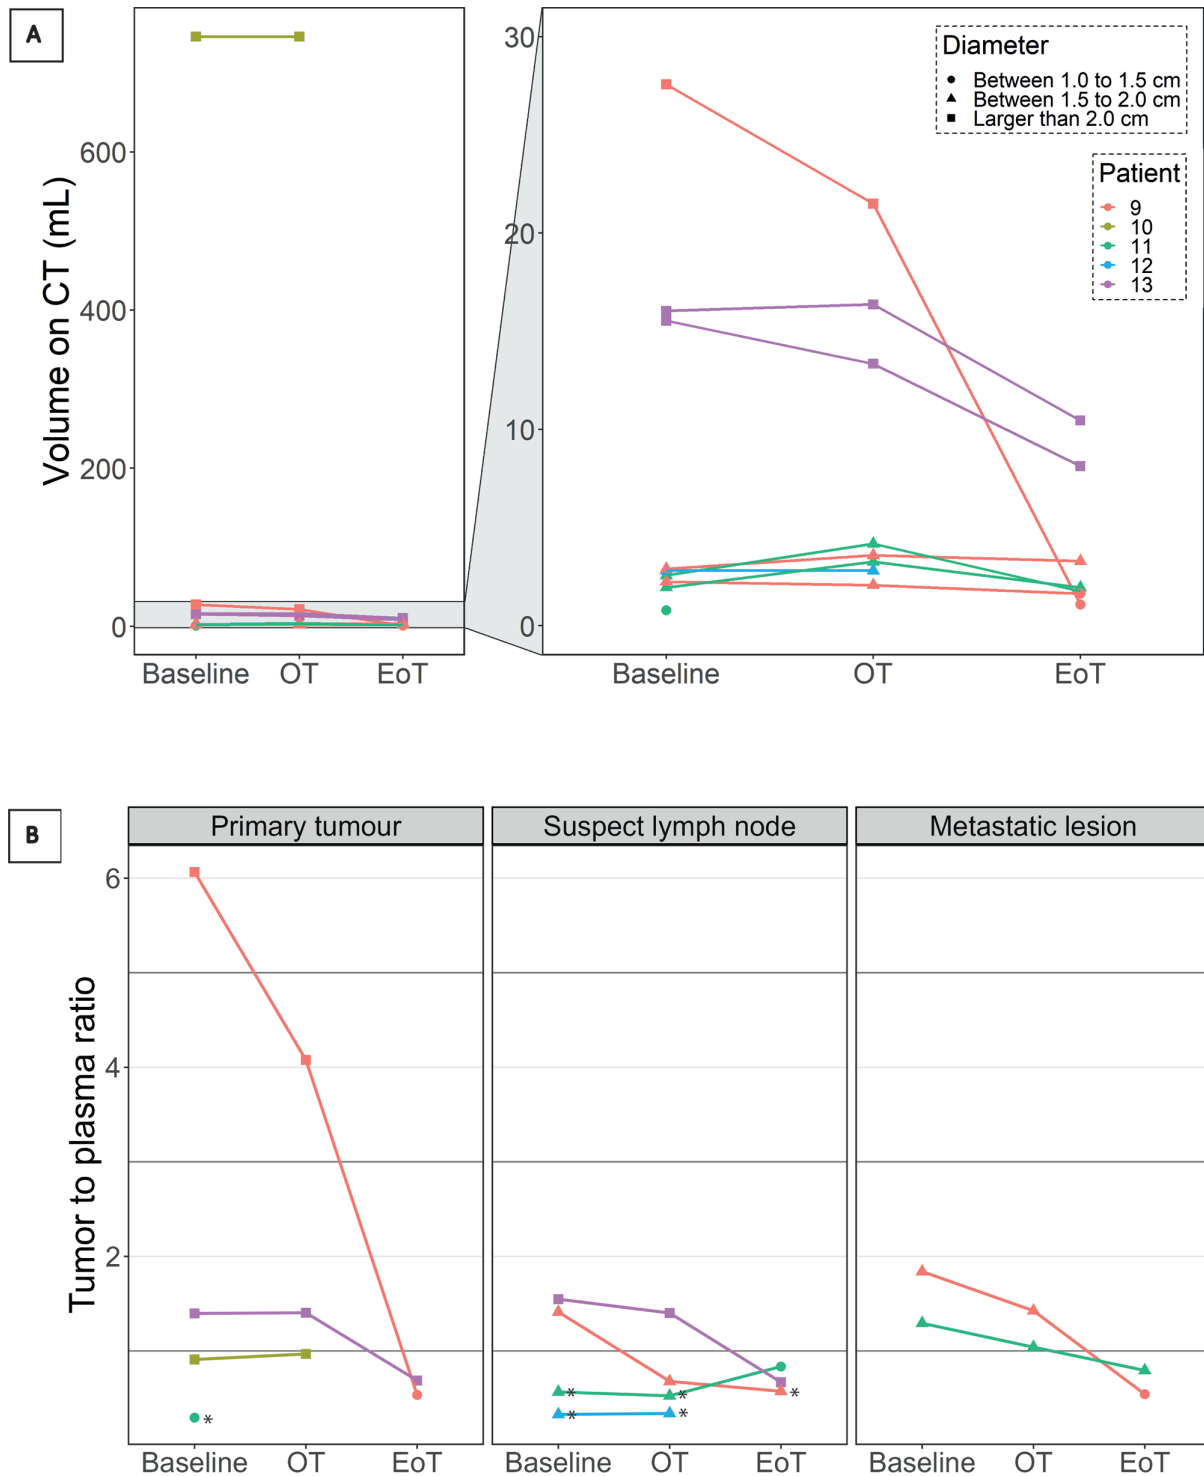 A
Volume on CT (mL)
600
400
200
0
Baseline OT EoT
30
20
10
0
Baseline OT EoT
Diameter
Between 1.0 to 1.5 cm
Between 1.5 to 2.0 cm
Larger than 2.0 cm
Patient
9
10
11
12
13
B
Primary tumour
Suspect lymph node
Metastatic lesion
Tumor to plasma ratio
6
4
2
*
* * *
* *
Baseline OT EoT
Baseline OT EoT
Baseline OT EoT